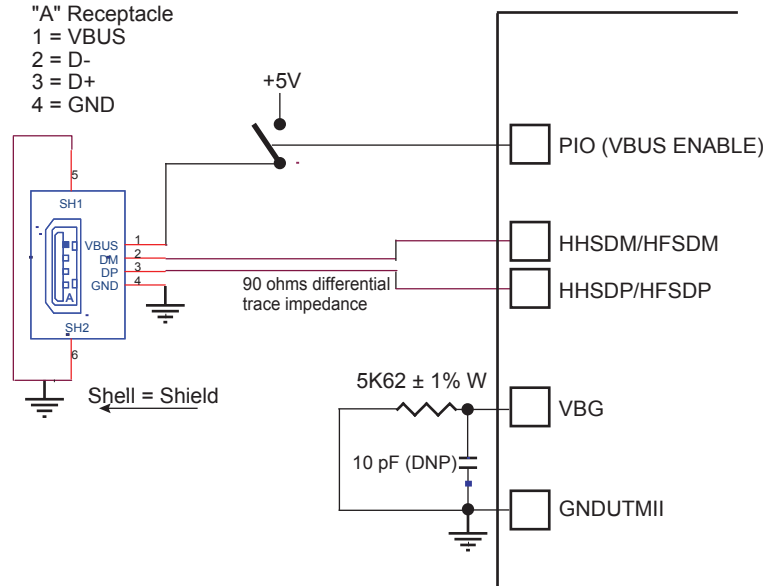 "A" Receptacle
1 = VBUS
2 = D-
3 = D+
4 = GND
+5V
PIO (VBUS ENABLE)
5
SH1
VBUS 1
DM 2
DP 3
GND 4
A
SH2
6
HHSDM/HFSDM
HHSDP/HFSDP
90 ohms differential
trace impedance
Shell = Shield
5K62 ± 1% W
VBG
10 pF (DNP)
GNDUTMII